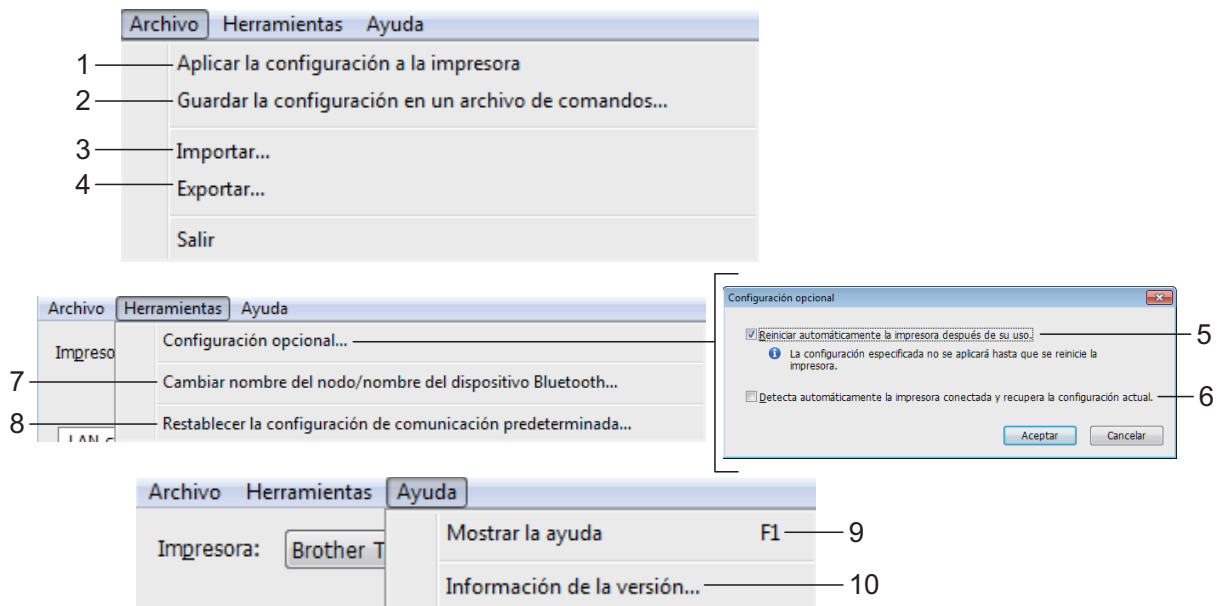 Archivo Herramientas Ayuda
1 Aplicar la configuración a la impresora
2 Guardar la configuración en un archivo de comandos...
3 Importar...
4 Exportar...
Salir
Archivo Herramientas Ayuda
Impreso
Configuración opcional...
7 Cambiar nombre del nodo/nombre del dispositivo Bluetooth...
8 Restablecer la configuración de comunicación predeterminada...
Configuración opcional
Reiniciar automáticamente la impresora después de su uso. 5
La configuración especificada no se aplicará hasta que se reinicie la
impresora.
Detecta automáticamente la impresora conectada y recupera la configuración actual. 6
Aceptar Cancelar
Archivo Herramientas Ayuda
Impresora: Brother T
Mostrar la ayuda F1 9
Información de la versión... 10